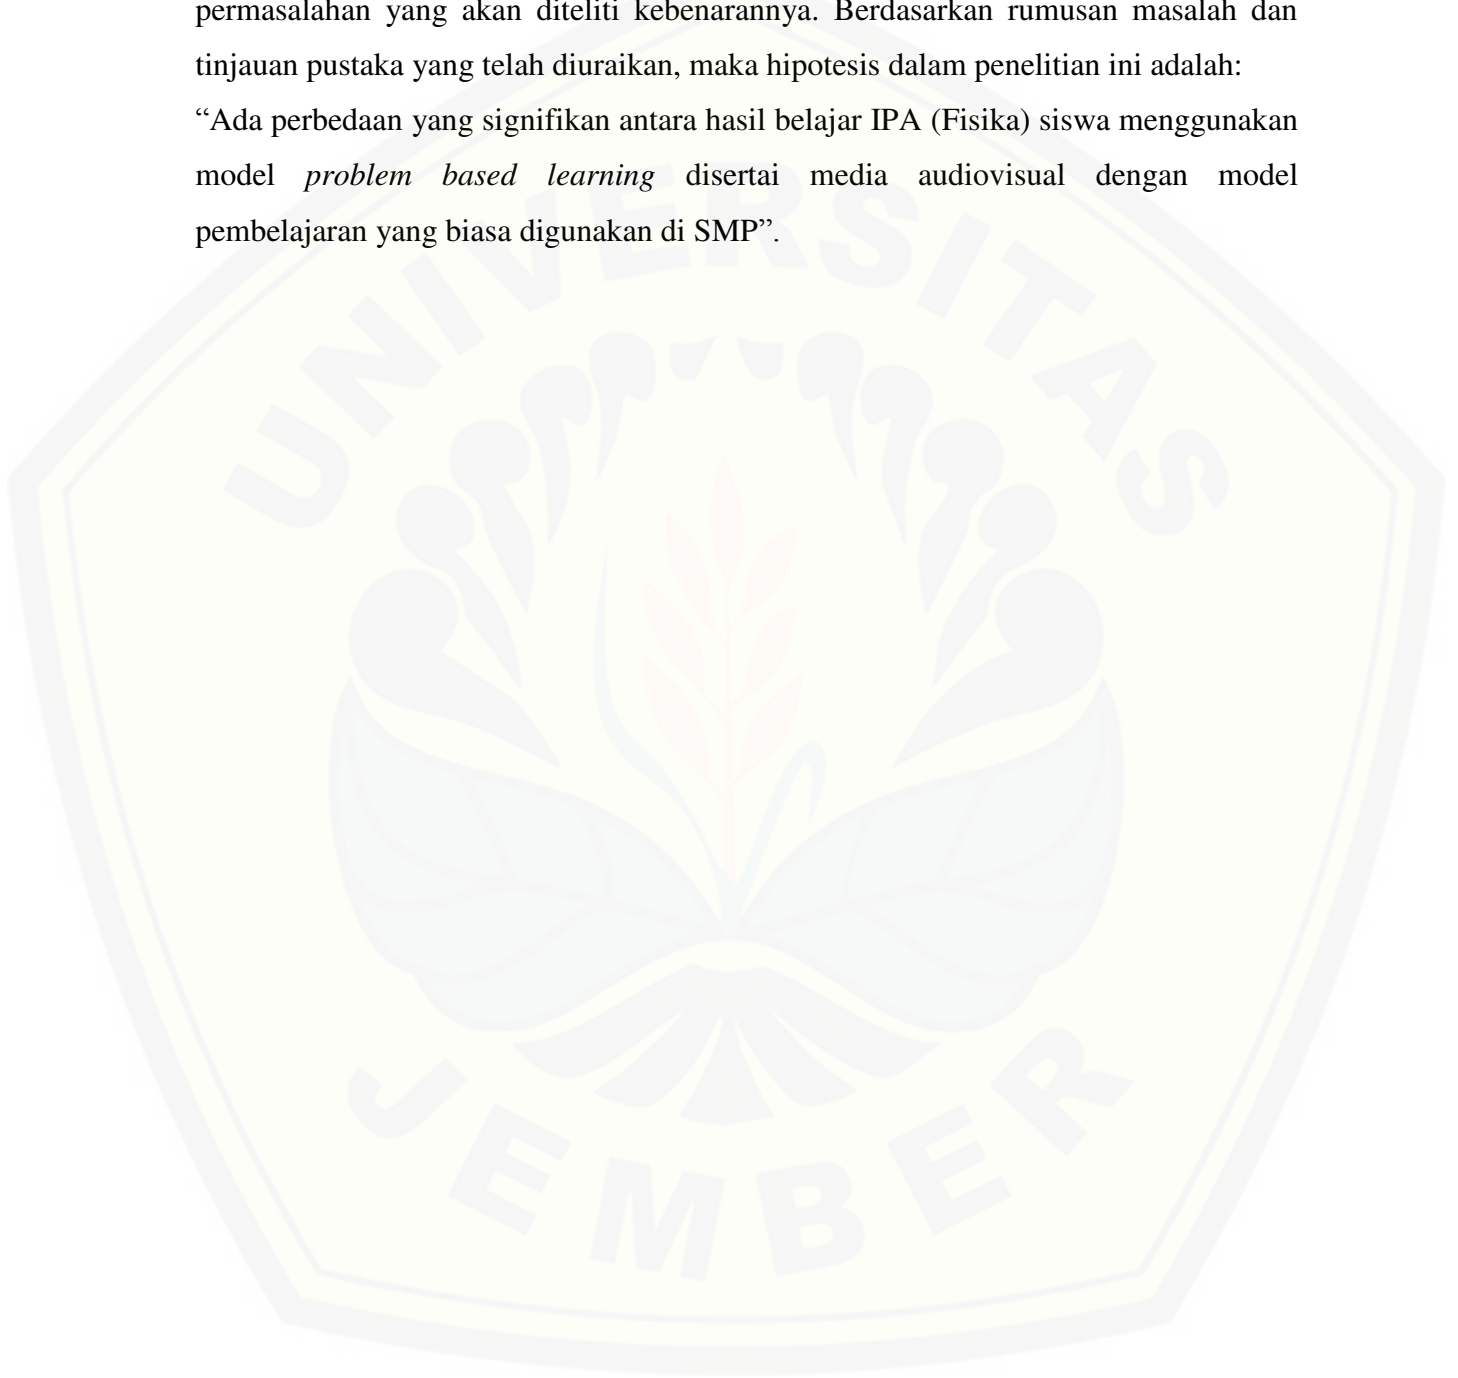 permasalahan yang akan diteliti kebenarannya. Berdasarkan rumusan masalah dan
tinjauan pustaka yang telah diuraikan, maka hipotesis dalam penelitian ini adalah:
“Ada perbedaan yang signifikan antara hasil belajar IPA (Fisika) siswa menggunakan
model problem based learning disertai media audiovisual dengan model
pembelajaran yang biasa digunakan di SMP”.
UNIVERSITAS
JEMBER